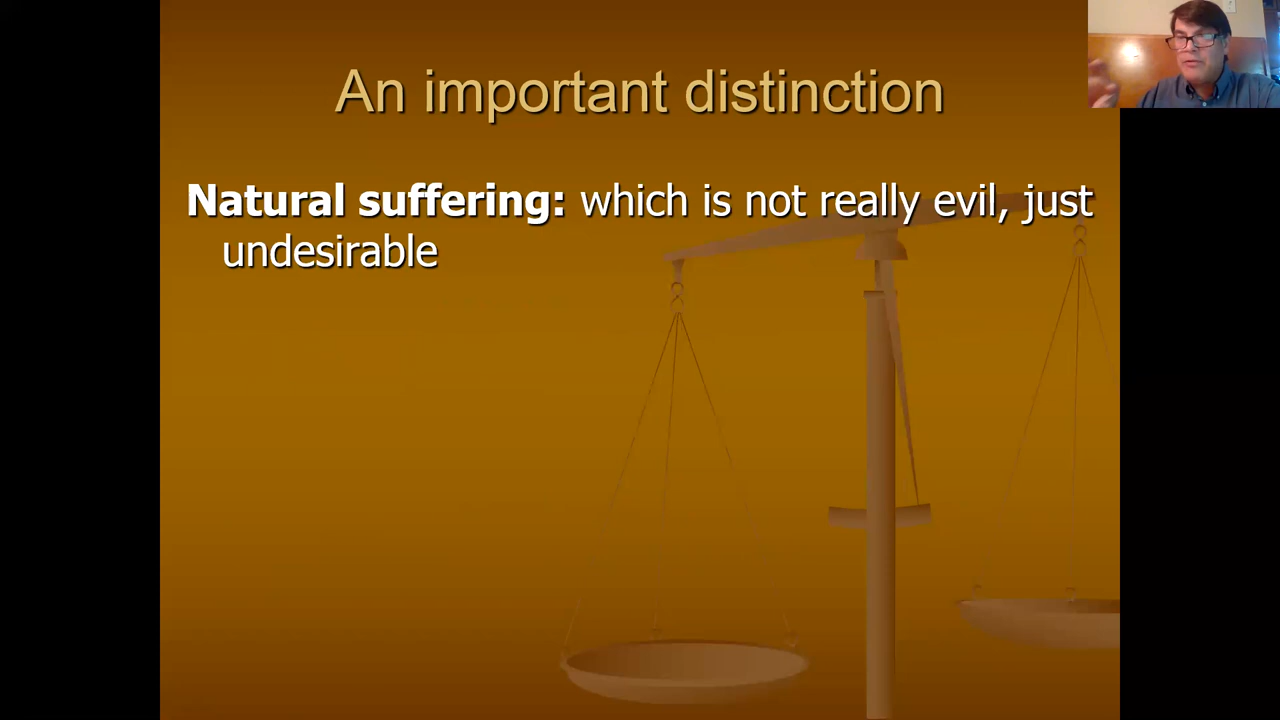 An important distinction
Natural suffering: which is not really evil, just
undesirable